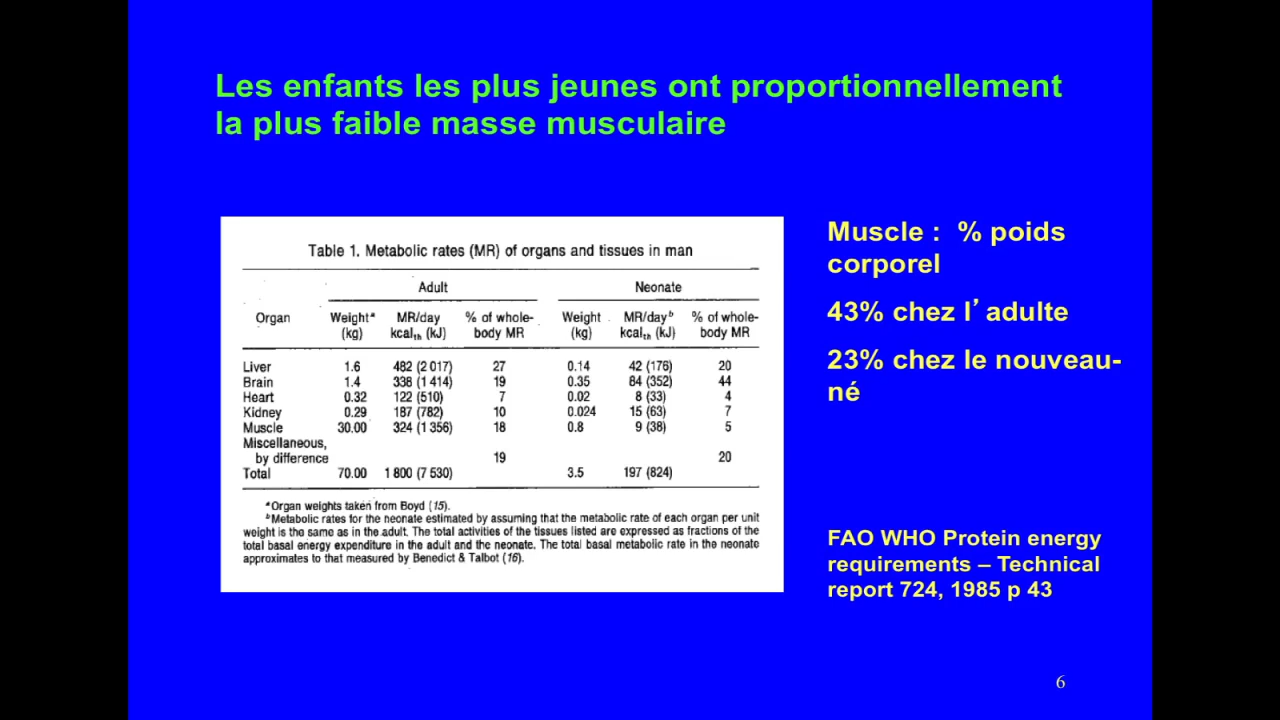 Les enfants les plus jeunes ont proportionnellement
la plus faible masse musculaire
Table 1. Metabolic rates (MR) of organs and tissues in man
Adult Neonate
Organ Weightᵃ MR/day % of whole- Weight MR/dayᵇ % of whole-
(kg) kcalₜₕ (kJ) body MR (kg) kcalₜₕ (kJ) body MR
Liver 1.6 482 (2 017) 27 0.14 42 (176) 20
Brain 1.4 338 (1 414) 19 0.35 84 (352) 44
Heart 0.32 122 (510) 7 0.02 8 (33) 4
Kidney 0.29 187 (782) 10 0.024 15 (63) 7
Muscle 30.00 324 (1 356) 18 0.8 9 (38) 5
Miscellaneous,
by difference 19 20
Total 70.00 1 800 (7 530) 3.5 197 (824)
ᵃOrgan weights taken from Boyd (15).
ᵇMetabolic rates for the neonate estimated by assuming that the metabolic rate of each organ per unit
weight is the same as in the adult. The total activities of the tissues listed are expressed as fractions of the
total basal energy expenditure in the adult and the neonate. The total basal metabolic rate in the neonate
approximates to that measured by Benedict & Talbot (16).
Muscle : % poids
corporel
43% chez l’adulte
23% chez le nouveau-
né
FAO WHO Protein energy
requirements – Technical
report 724, 1985 p 43
6